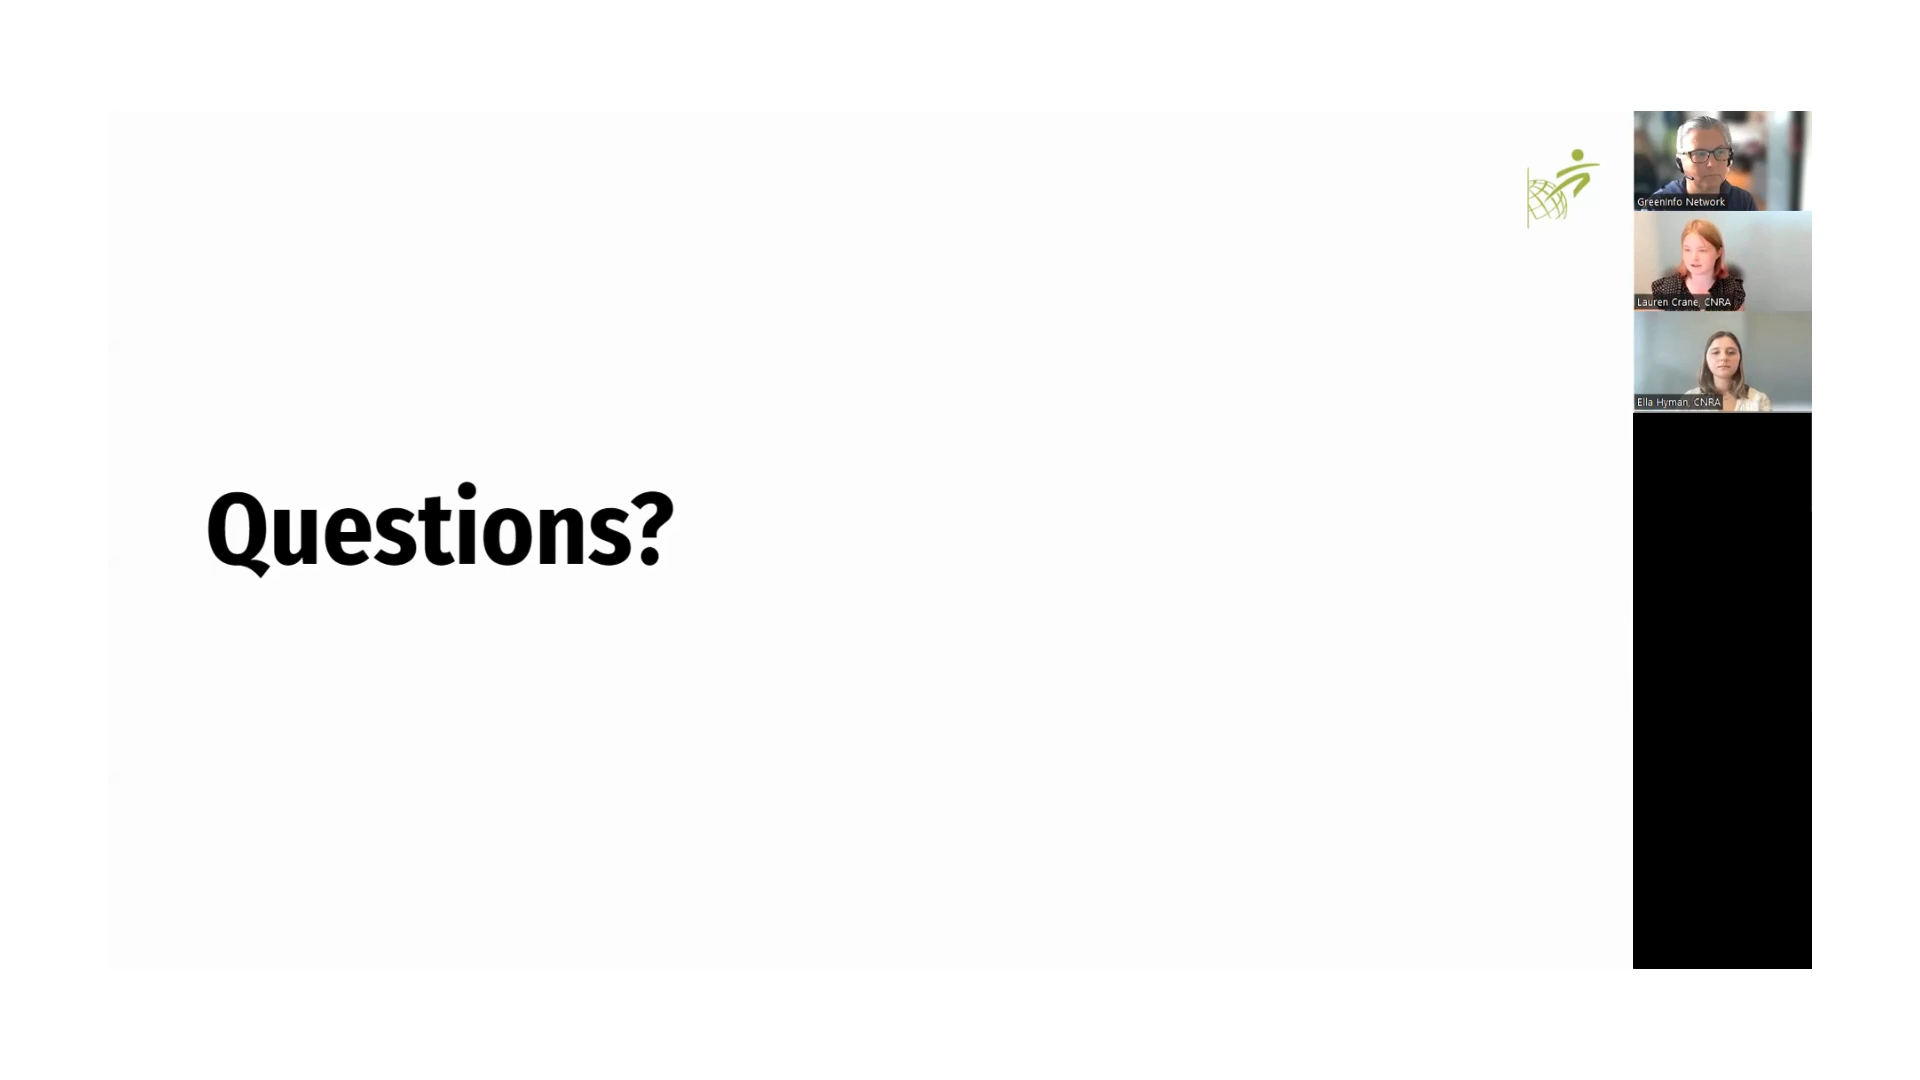 Questions?
GreenInfo Network
Lauren Crane, CNRA
Ella Hyman, CNRA